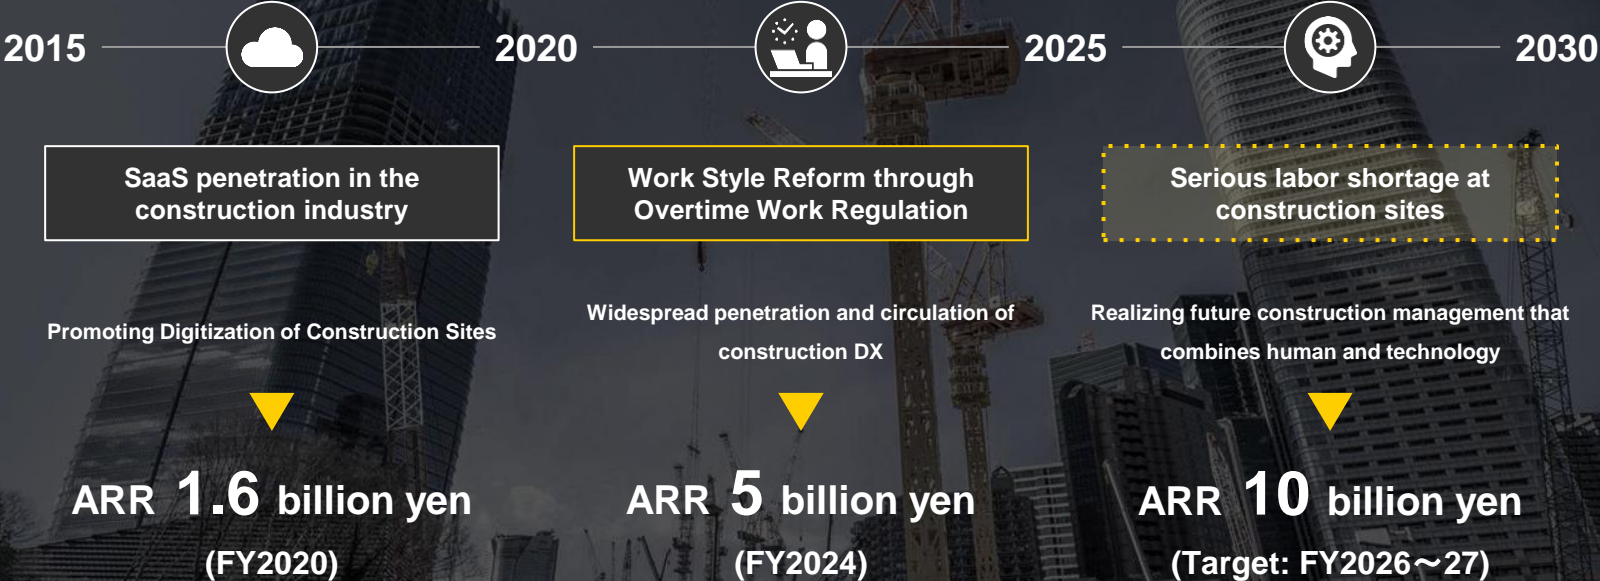 2015 2020 2025 2030
SaaS penetration in the
construction industry
Promoting Digitization of Construction Sites
ARR 1.6 billion yen
(FY2020)
Work Style Reform through
Overtime Work Regulation
Widespread penetration and circulation of
construction DX
ARR 5 billion yen
(FY2024)
Serious labor shortage at
construction sites
Realizing future construction management that
combines human and technology
ARR 10 billion yen
(Target: FY2026～27)